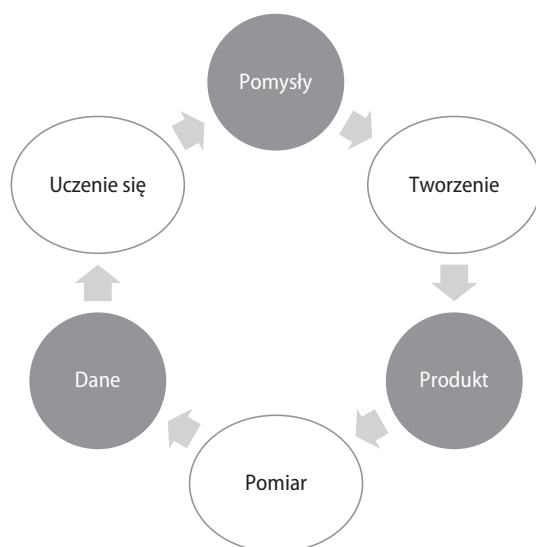 Pomysły
Tworzenie
Produkt
Pomiar
Dane
Uczenie się